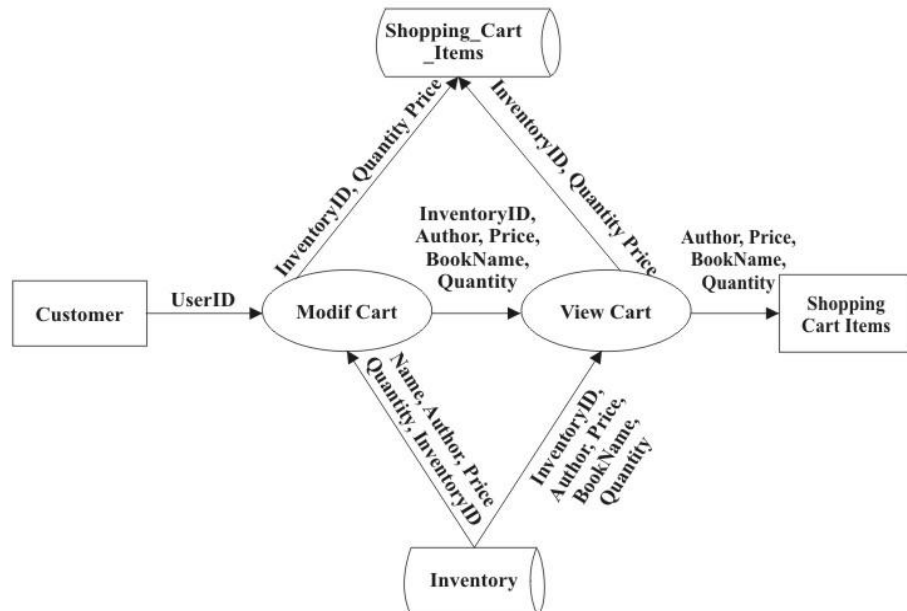 Shopping_Cart
_Items
InventoryID, Quantity Price
InventoryID, Quantity Price
InventoryID,
Author, Price,
BookName,
Quantity
Author, Price,
BookName,
Quantity
Customer
UserID
Modif Cart
View Cart
Shopping
Cart Items
Name, Author, Price
Quantity, InventoryID
InventoryID,
Author, Price,
BookName,
Quantity
Inventory